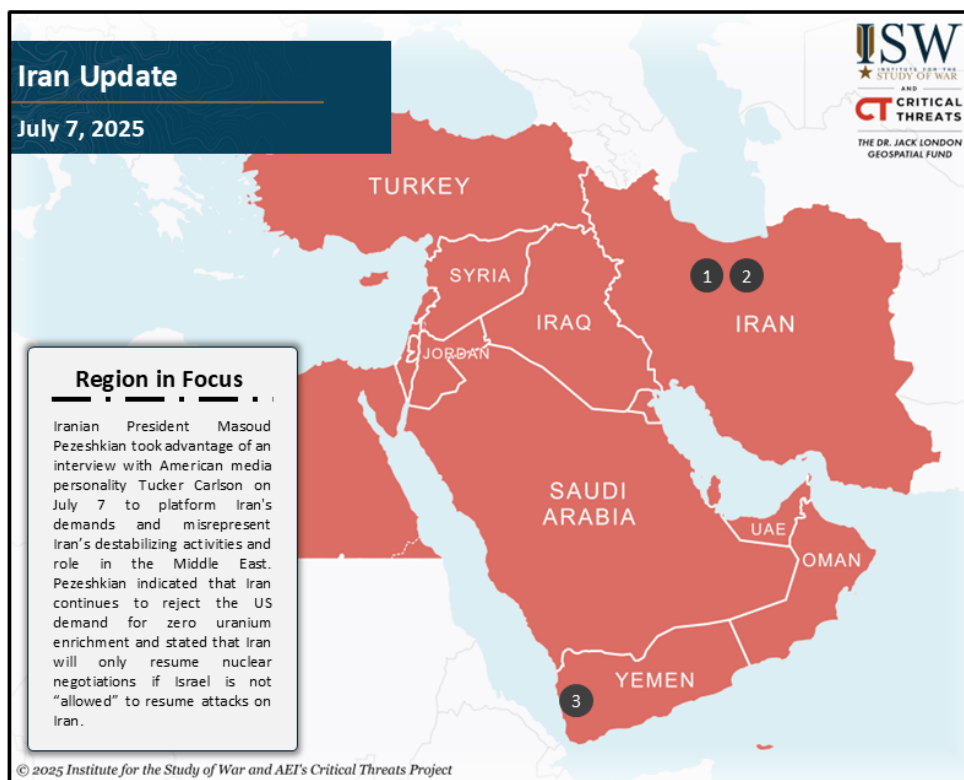 Iran Update
July 7, 2025
ISW
INSTITUTE FOR THE
STUDY OF WAR
AND
CT CRITICAL
THREATS
THE DR. JACK LONDON
GEOSPATIAL FUND
TURKEY
SYRIA
IRAQ
JORDAN
1
2
IRAN
SAUDI
ARABIA
UAE
OMAN
YEMEN
3
Region in Focus
Iranian President Masoud
Pezeshkian took advantage of an
interview with American media
personality Tucker Carlson on
July 7 to platform Iran's
demands and misrepresent
Iran’s destabilizing activities and
role in the Middle East.
Pezeshkian indicated that Iran
continues to reject the US
demand for zero uranium
enrichment and stated that Iran
will only resume nuclear
negotiations if Israel is not
“allowed” to resume attacks on
Iran.
© 2025 Institute for the Study of War and AEI's Critical Threats Project